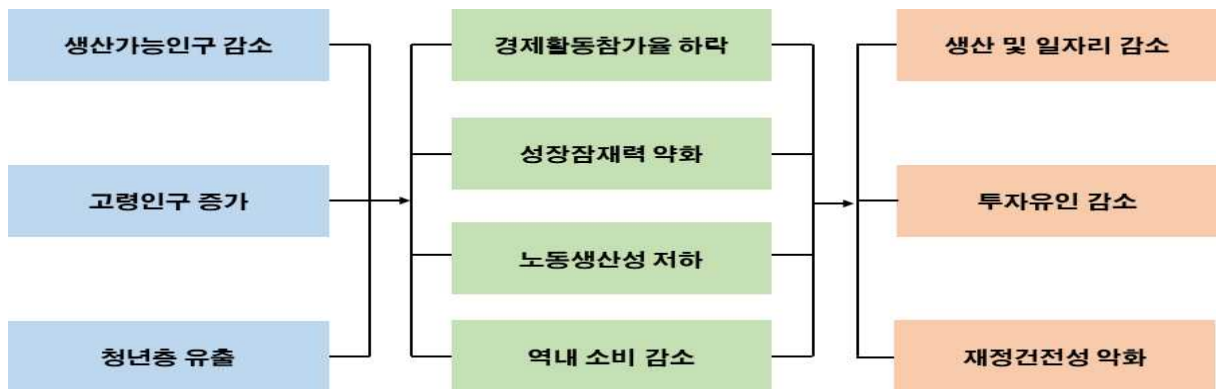 생산가능인구 감소
고령인구 증가
청년층 유출
경제활동참가율 하락
성장잠재력 약화
노동생산성 저하
역내 소비 감소
생산 및 일자리 감소
투자유인 감소
재정건전성 악화